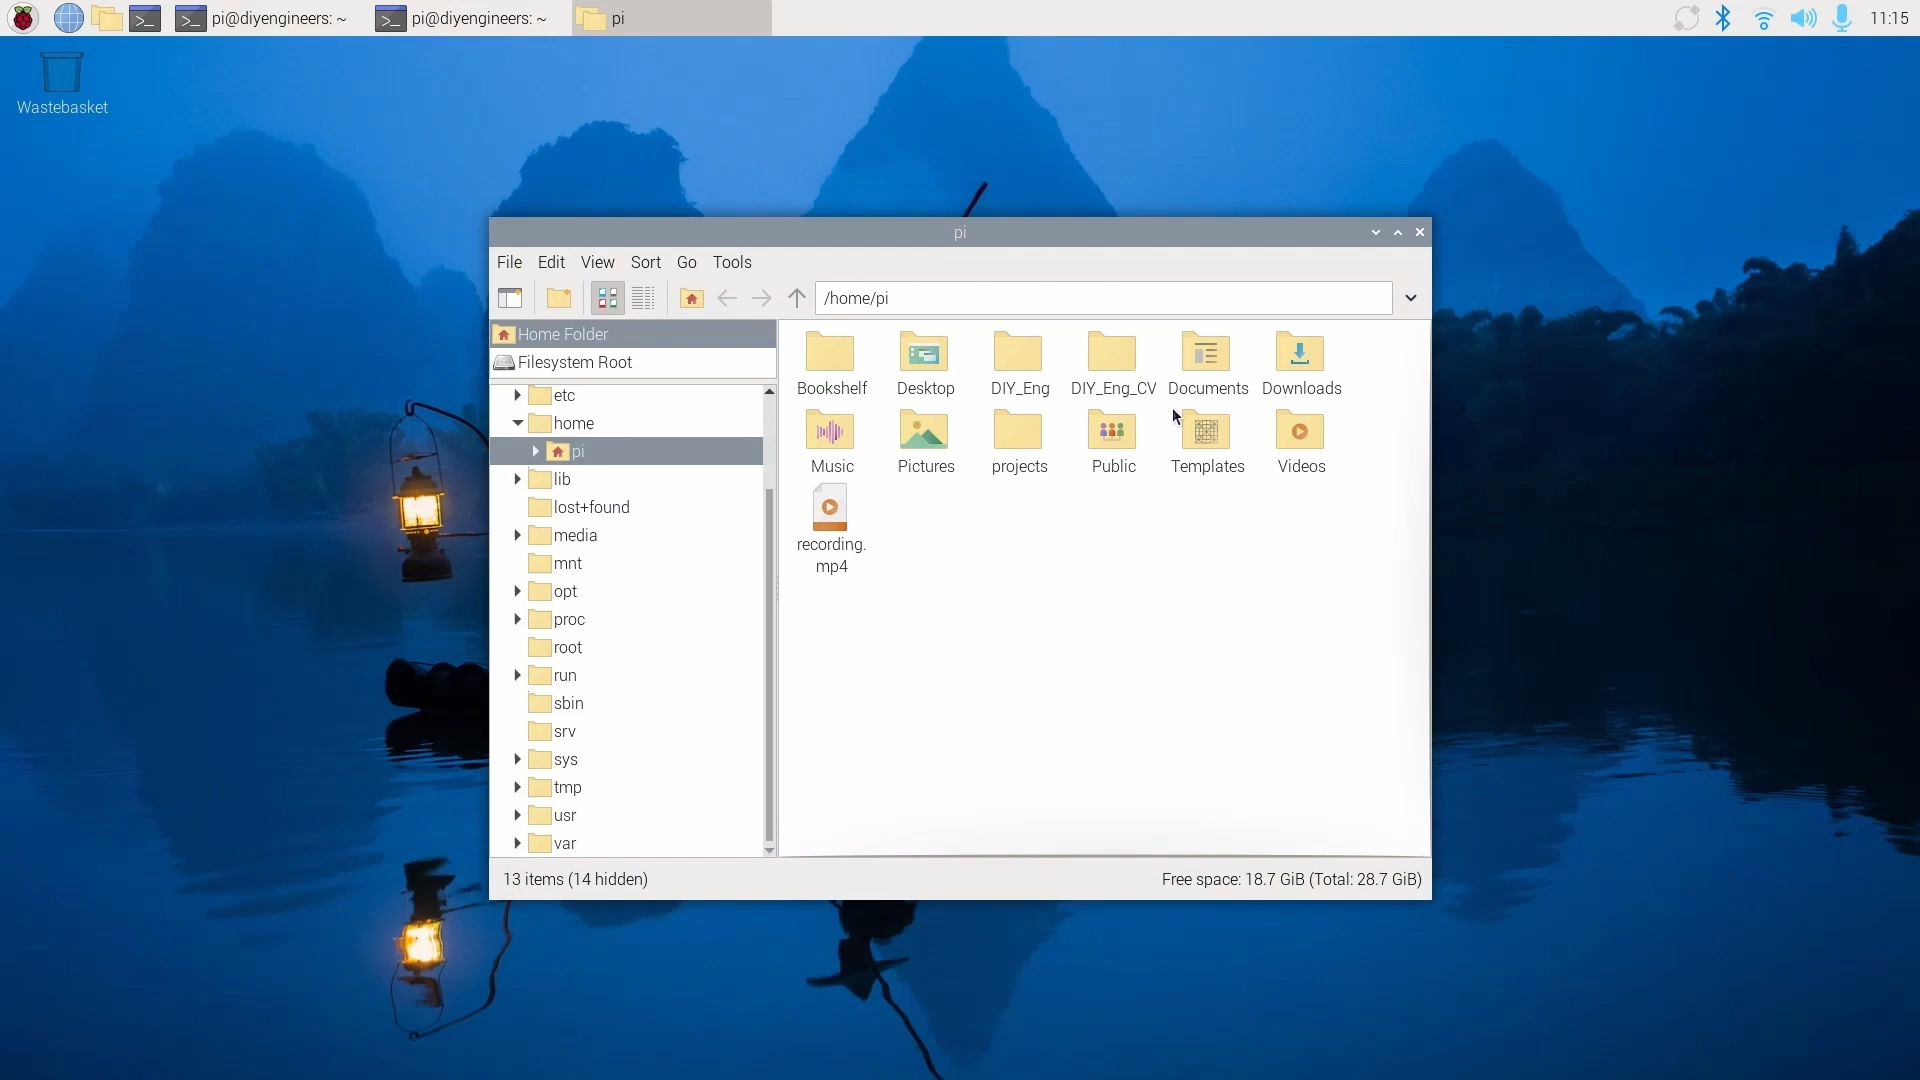 pi@diyengineers: ~
pi@diyengineers: ~
pi
11:15
Wastebasket
pi
File Edit View Sort Go Tools
/home/pi
Home Folder
Filesystem Root
etc
home
pi
lib
lost+found
media
mnt
opt
proc
root
run
sbin
srv
sys
tmp
usr
var
Bookshelf Desktop DIY_Eng DIY_Eng_CV Documents Downloads
Music Pictures projects Public Templates Videos
recording.
mp4
13 items (14 hidden)
Free space: 18.7 GiB (Total: 28.7 GiB)